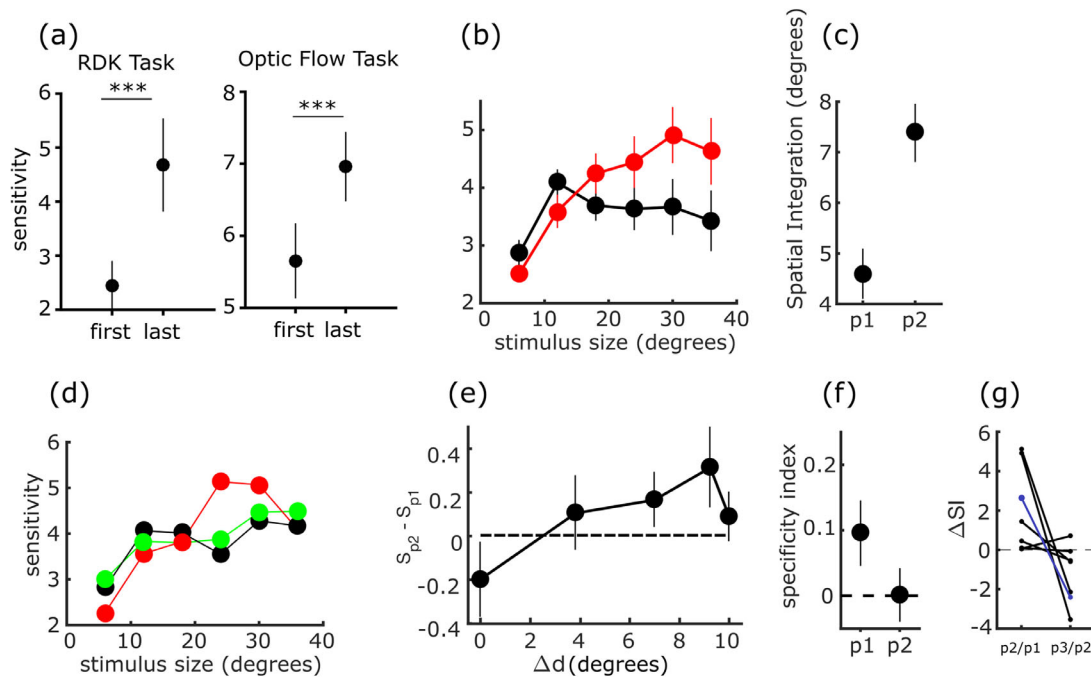 (a)
RDK Task
Optic Flow Task
***
***
sensitivity
6
5
4
3
2
8
7
6
5
first last
first last
(b)
5
4
3
2
0 10 20 30 40
stimulus size (degrees)
(c)
Spatial Integration (degrees)
8
7
6
5
4
p1 p2
(d)
sensitivity
6
5
4
3
2
0 10 20 30 40
stimulus size (degrees)
(e)
Sp2 - Sp1
0.4
0.2
0
-0.2
-0.4
0 2 4 6 8 10
Δd(degrees)
(f)
specificity index
0.2
0.1
0
p1 p2
(g)
ΔSI
6
4
2
0
-2
-4
p2/p1 p3/p2